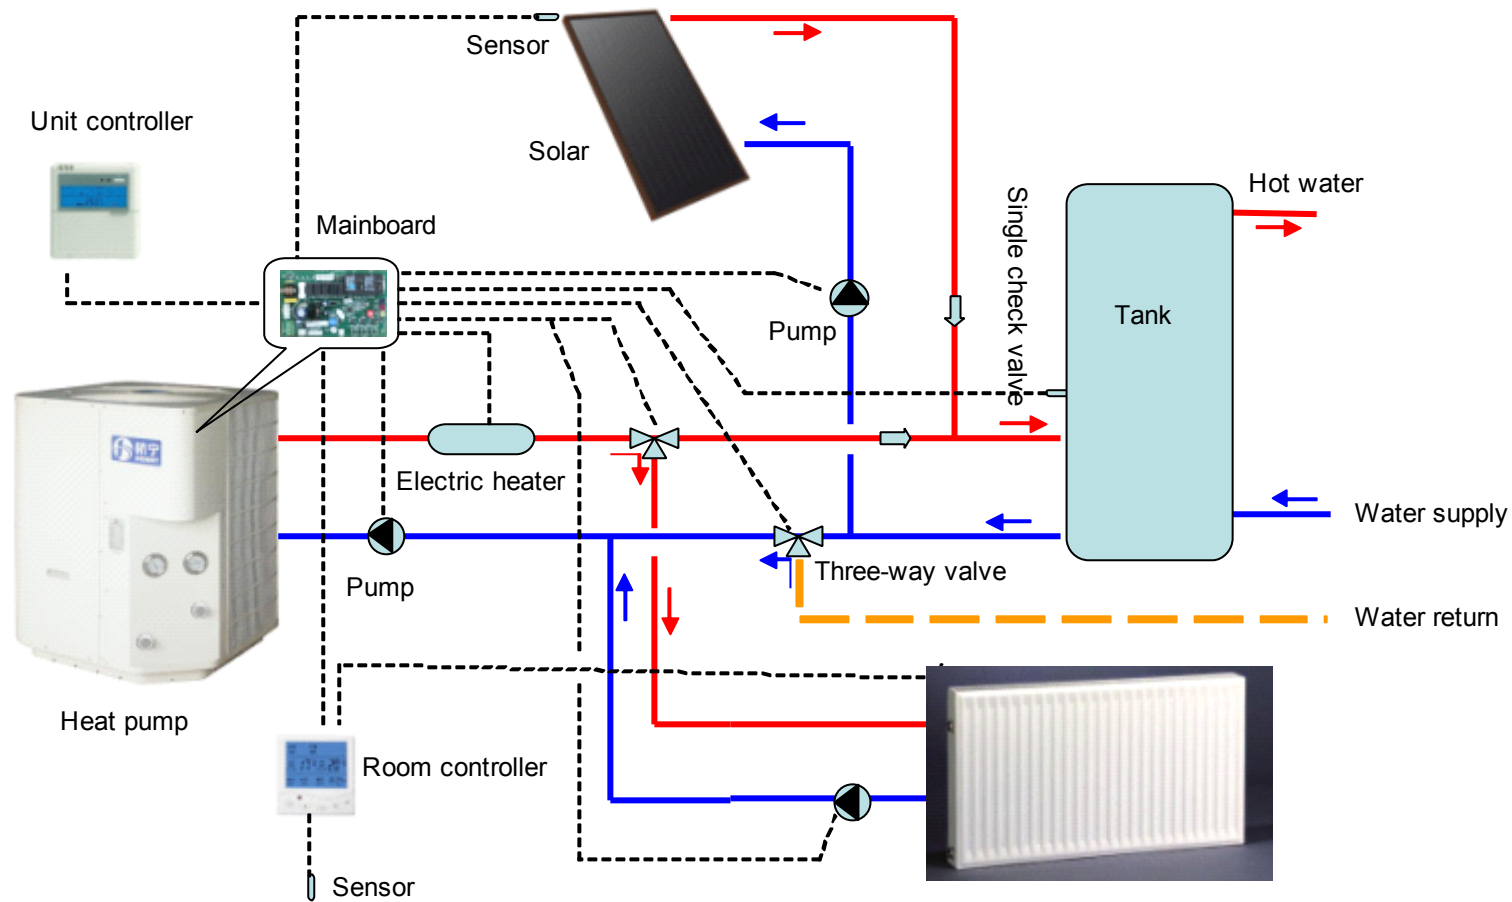 Sensor
Unit controller
Solar
Hot water
Single check valve
Mainboard
Tank
Pump
Electric heater
Water supply
Three-way valve
Pump
Water return
Heat pump
Room controller
Sensor